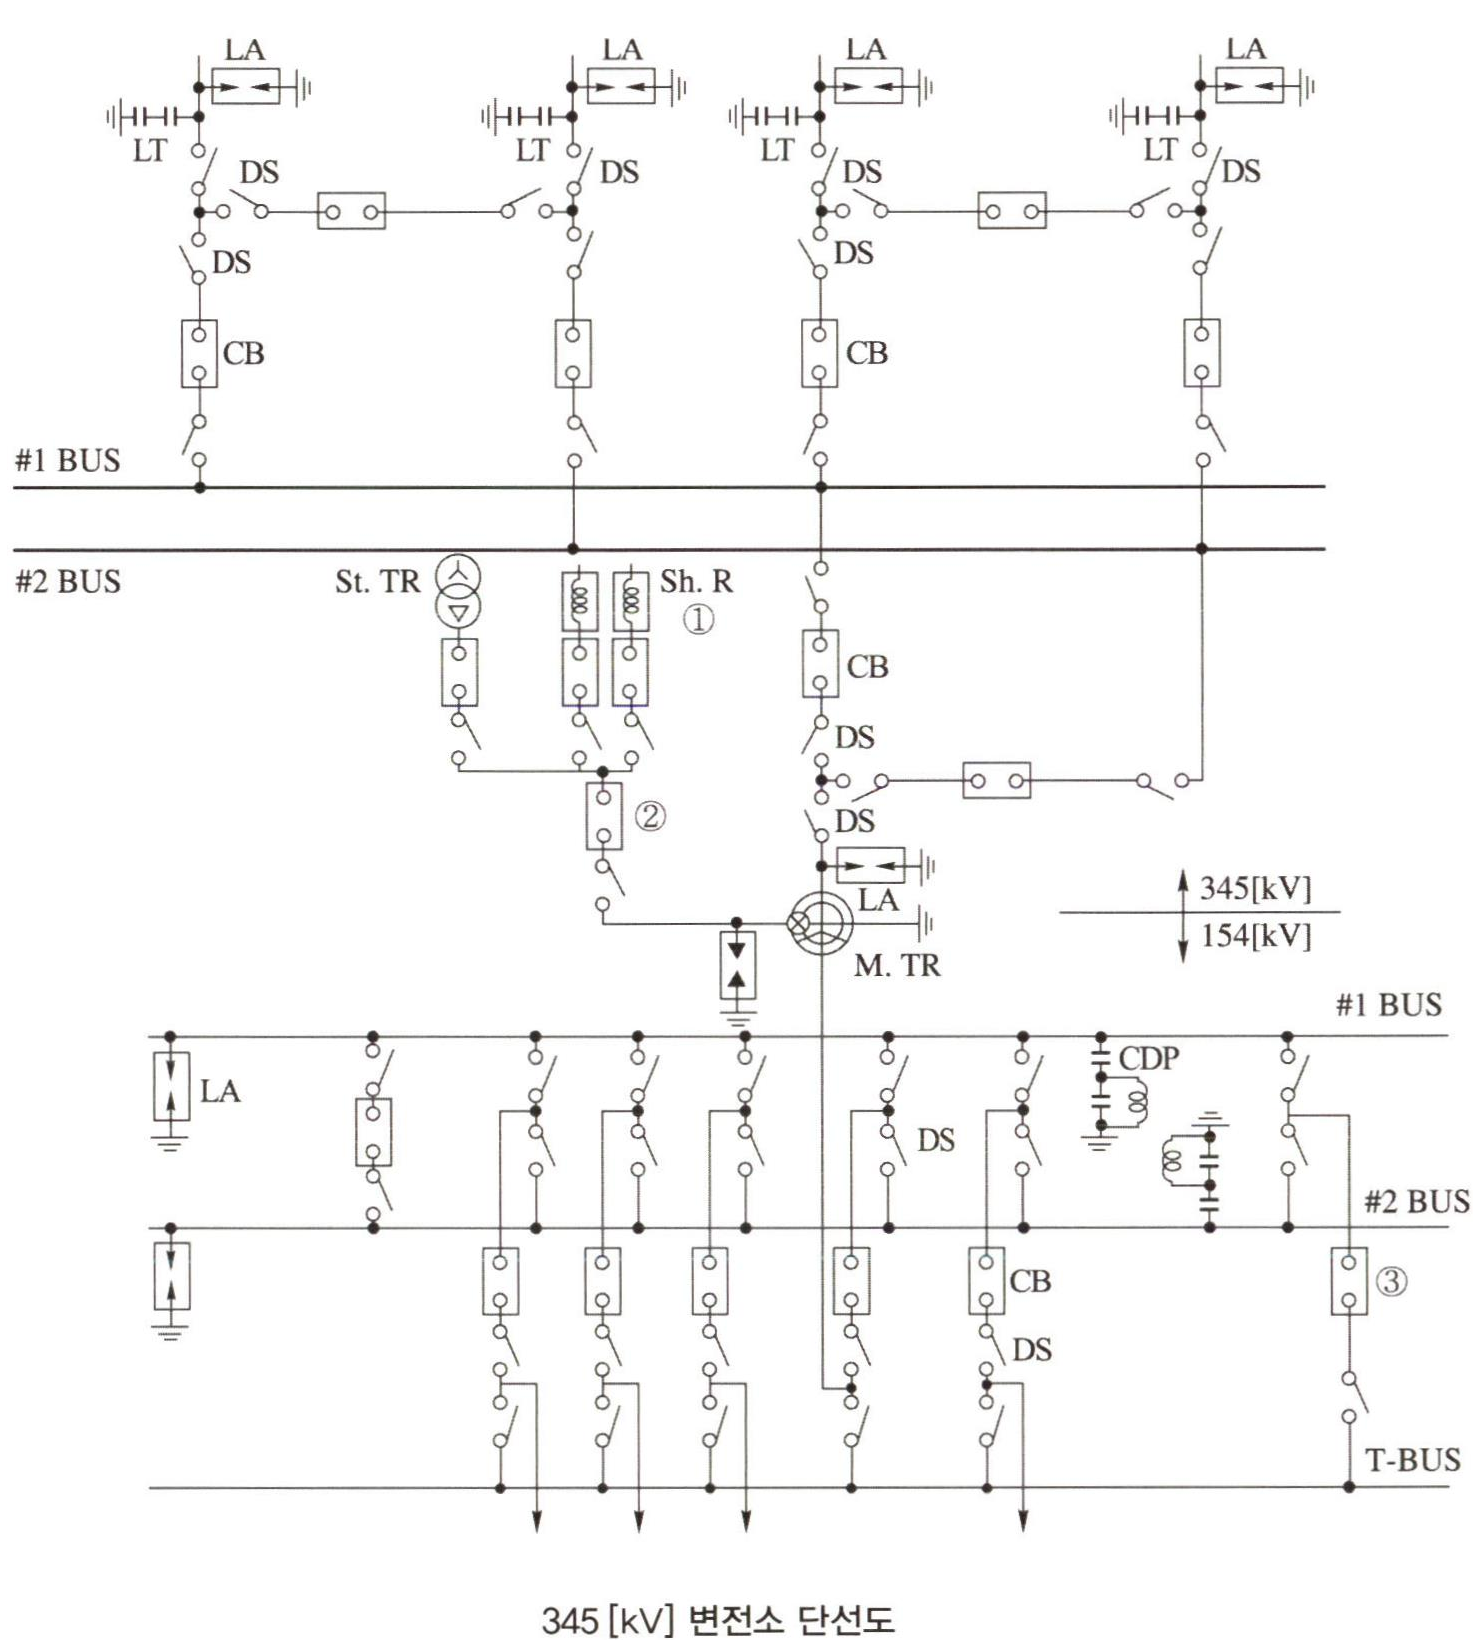 LA LA LA LA
LT LT LT LT
DS DS DS DS
DS DS
CB CB
#1 BUS
#2 BUS
St. TR
Sh. R
①
CB
DS
②
DS
LA
345[kV]
154[kV]
M. TR
#1 BUS
CDP
LA
DS
#2 BUS
CB
③
DS
T-BUS
345 [kV] 변전소 단선도